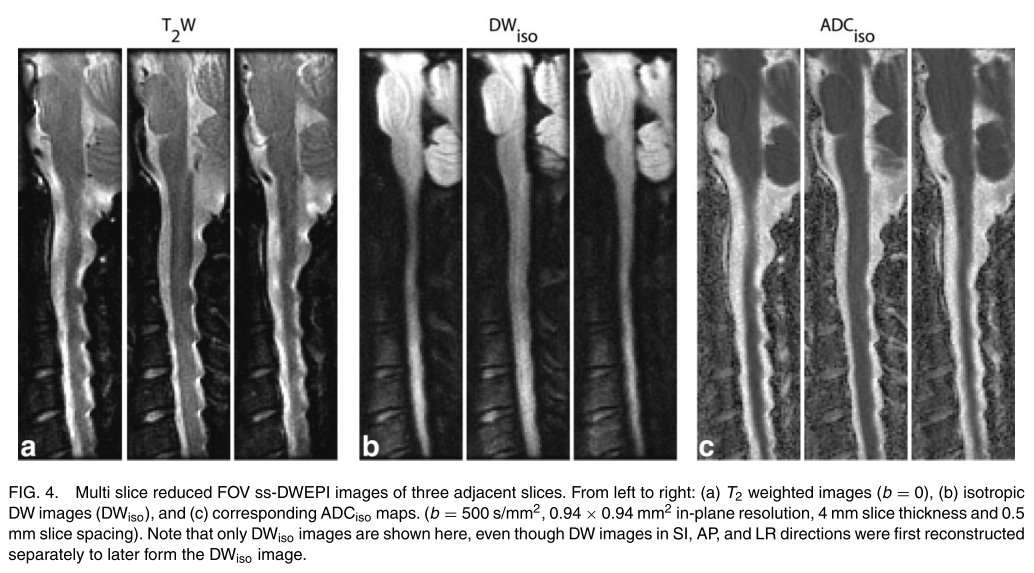 T₂W
DWiso
ADCiso
a
b
c
FIG. 4. Multi slice reduced FOV ss-DWEPI images of three adjacent slices. From left to right: (a) T₂ weighted images (b = 0), (b) isotropic
DW images (DWiso), and (c) corresponding ADCiso maps. (b = 500 s/mm², 0.94 × 0.94 mm² in-plane resolution, 4 mm slice thickness and 0.5
mm slice spacing). Note that only DWiso images are shown here, even though DW images in SI, AP, and LR directions were first reconstructed
separately to later form the DWiso image.